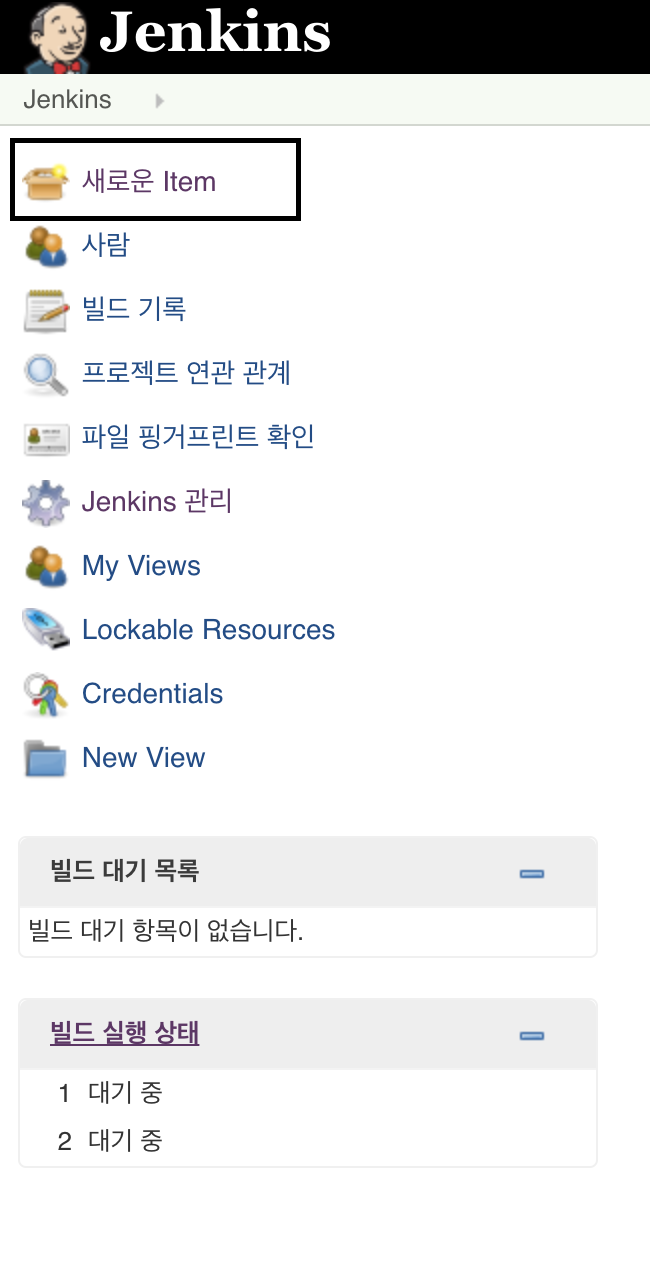 Jenkins
Jenkins
새로운 Item
사람
빌드 기록
프로젝트 연관 관계
파일 핑거프린트 확인
Jenkins 관리
My Views
Lockable Resources
Credentials
New View
빌드 대기 목록
빌드 대기 항목이 없습니다.
빌드 실행 상태
1 대기 중
2 대기 중